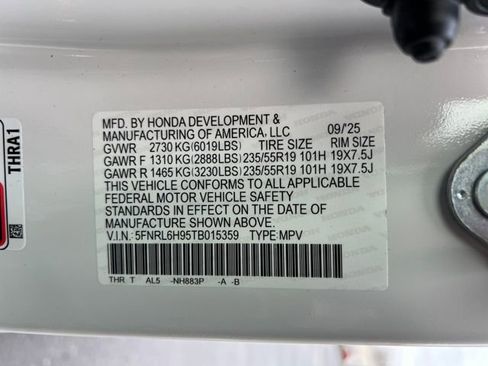 MFD. BY HONDA DEVELOPMENT &
MANUFACTURING OF AMERICA, LLC 09/'25
GVWR 2730 KG(6019LBS) TIRE SIZE RIM SIZE
GAWR F 1310 KG(2888LBS) 235/55R19 101H 19X7.5J
GAWR R 1465 KG(3230LBS) 235/55R19 101H 19X7.5J
THIS VEHICLE CONFORMS TO ALL APPLICABLE
FEDERAL MOTOR VEHICLE SAFETY
STANDARDS IN EFFECT ON THE DATE OF
MANUFACTURE SHOWN ABOVE.
V.I.N.: 5FNRL6H95TB015359 TYPE:MPV
THR T AL5 -NH883P -A -B
THRA1